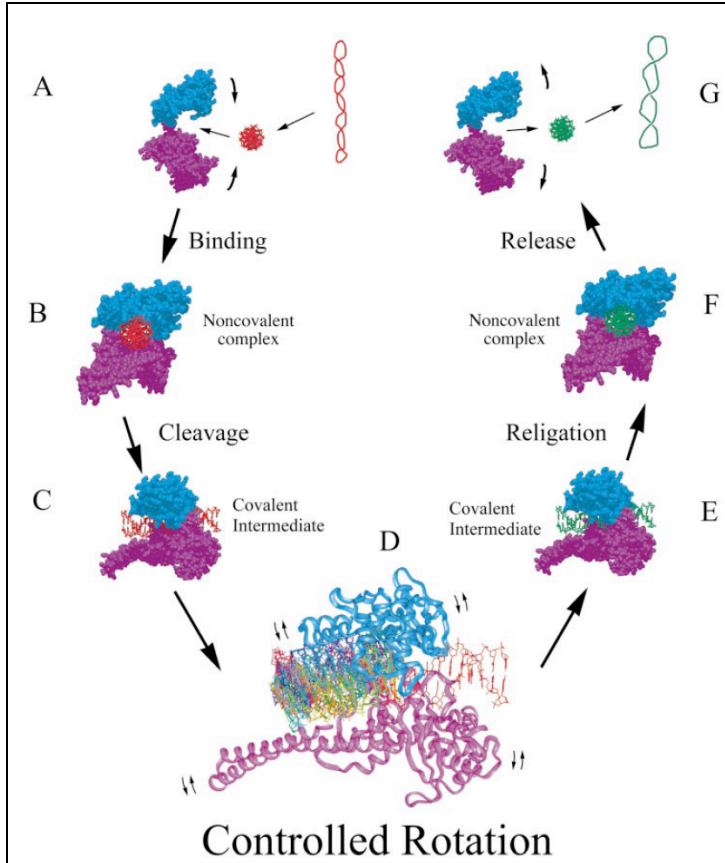 A
G
Binding
Release
B
Noncovalent
complex
Noncovalent
complex
F
Cleavage
Religation
C
Covalent
Intermediate
D
Covalent
Intermediate
E
Controlled Rotation